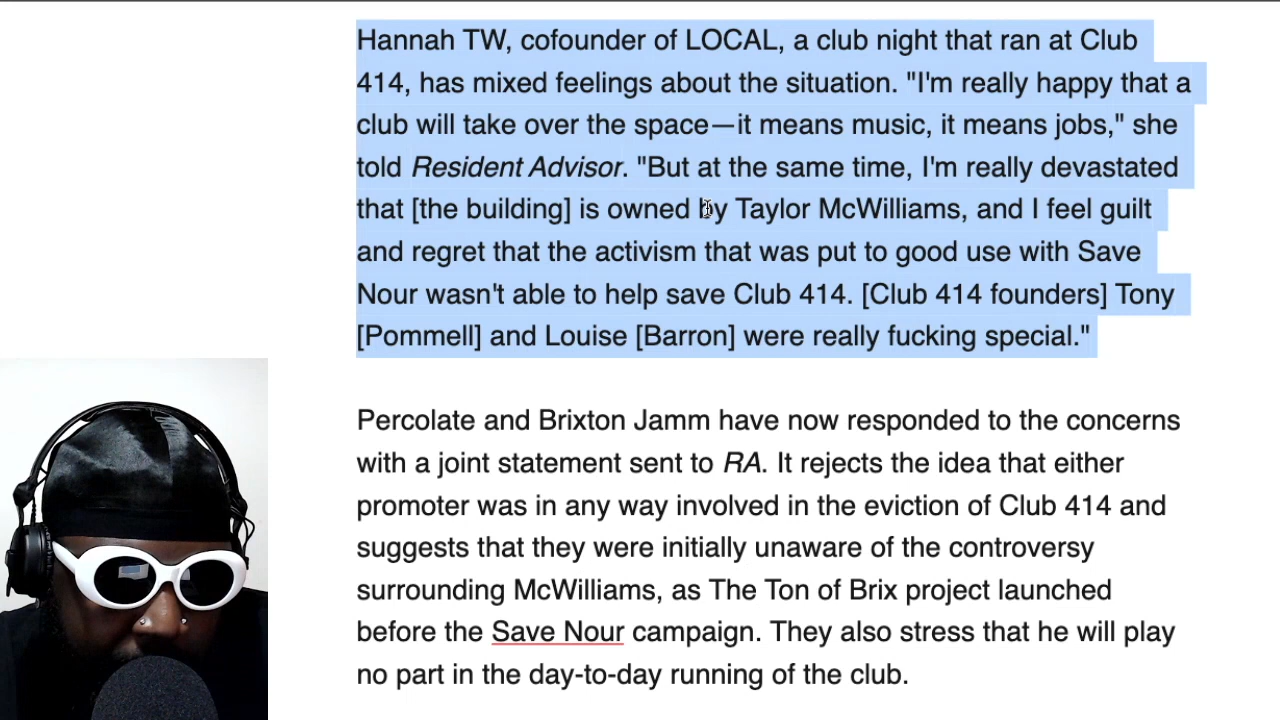 Hannah TW, cofounder of LOCAL, a club night that ran at Club
414, has mixed feelings about the situation. "I'm really happy that a
club will take over the space—it means music, it means jobs," she
told Resident Advisor. "But at the same time, I'm really devastated
that [the building] is owned by Taylor McWilliams, and I feel guilt
and regret that the activism that was put to good use with Save
Nour wasn't able to help save Club 414. [Club 414 founders] Tony
[Pommell] and Louise [Barron] were really fucking special."
Percolate and Brixton Jamm have now responded to the concerns
with a joint statement sent to RA. It rejects the idea that either
promoter was in any way involved in the eviction of Club 414 and
suggests that they were initially unaware of the controversy
surrounding McWilliams, as The Ton of Brix project launched
before the Save Nour campaign. They also stress that he will play
no part in the day-to-day running of the club.